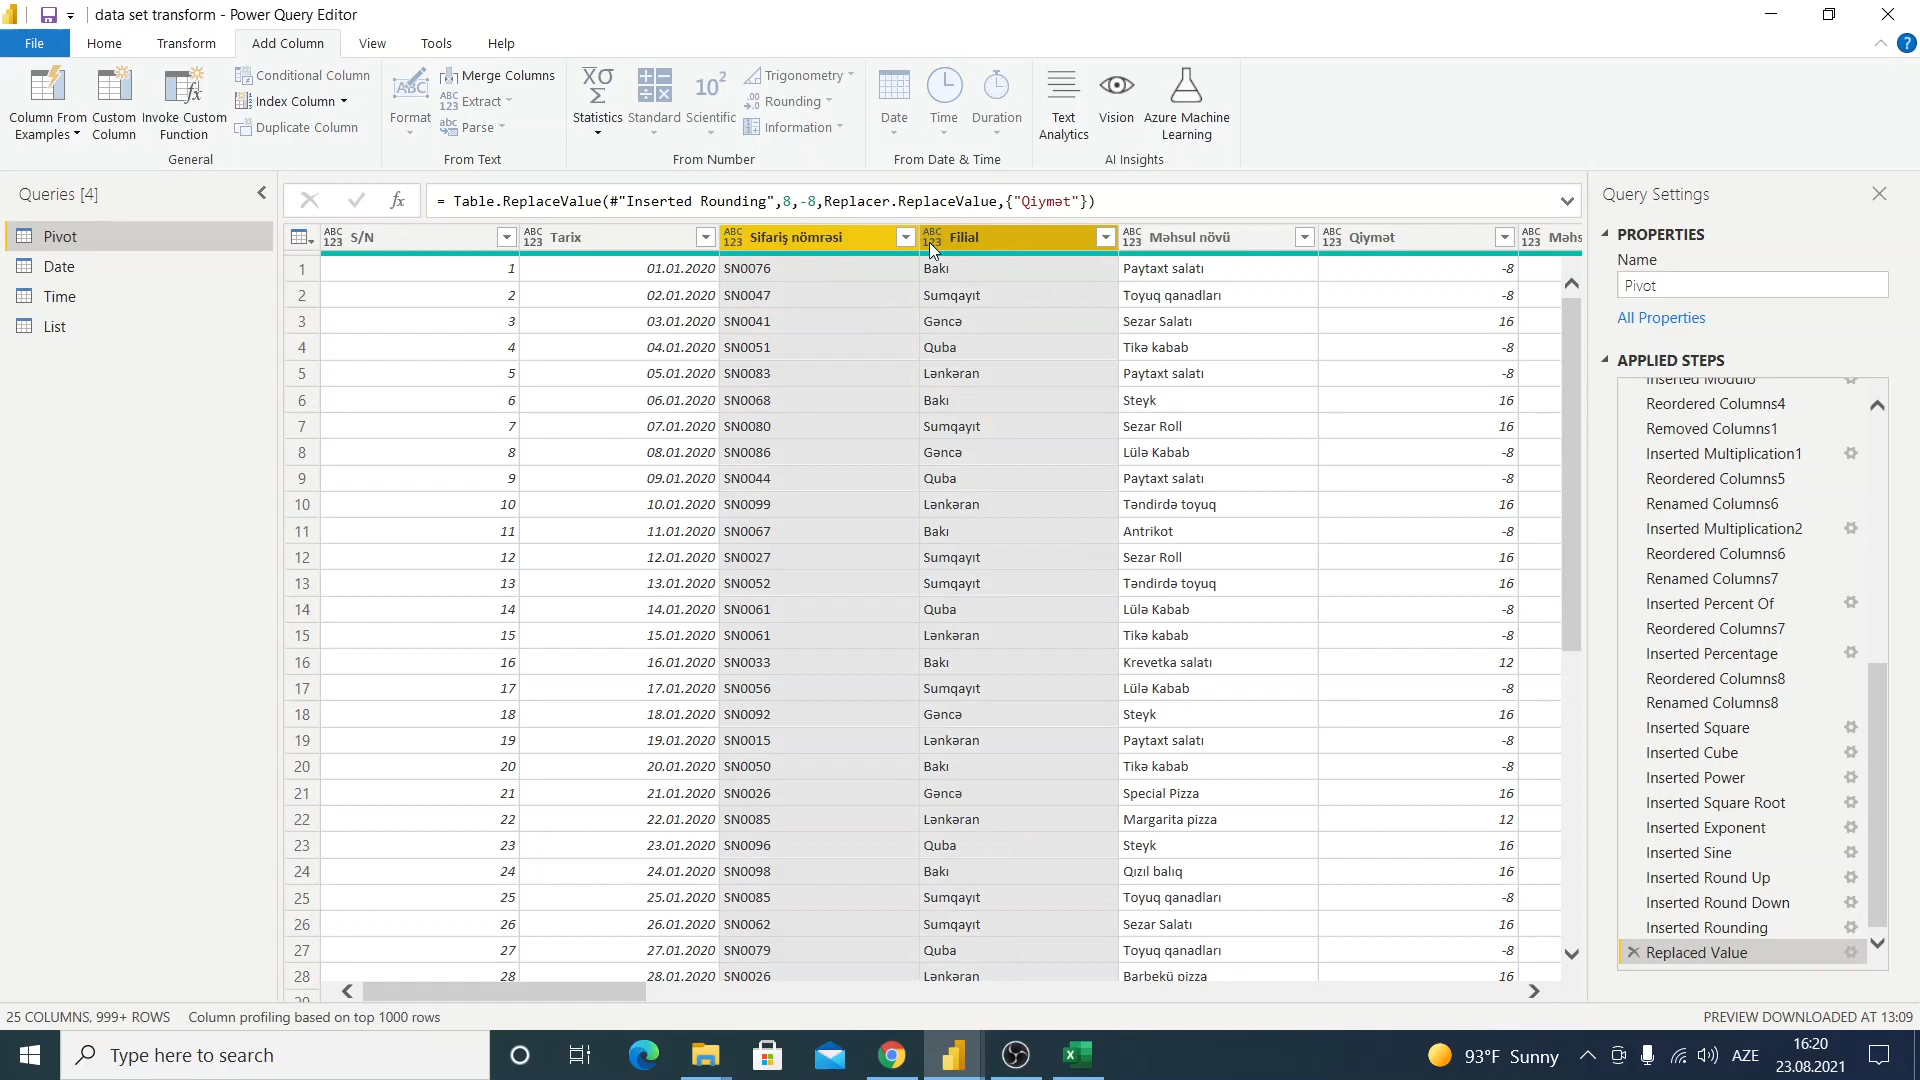 data set transform - Power Query Editor
File Home Transform Add Column View Tools Help
Column From Examples
Custom Column
Invoke Custom Function
Conditional Column
Index Column
Duplicate Column
General
Format
Merge Columns
Extract
Parse
From Text
Statistics
Standard
Scientific
Trigonometry
Rounding
Information
From Number
Date
Time
Duration
From Date & Time
Text Analytics
Vision
Azure Machine Learning
AI Insights
Queries [4]
Pivot
Date
Time
List
= Table.ReplaceValue(#"Inserted Rounding",8,-8,Replacer.ReplaceValue,{"Qiymət"})
S/N Tarix Sifariş nömrəsi Filial Məhsul növü Qiymət Məhs
1 1 01.01.2020 SN0076 Bakı Paytaxt salatı -8
2 2 02.01.2020 SN0047 Sumqayıt Toyuq qanadları -8
3 3 03.01.2020 SN0041 Gəncə Sezar Salatı 16
4 4 04.01.2020 SN0051 Quba Tikə kabab -8
5 5 05.01.2020 SN0083 Lənkəran Paytaxt salatı -8
6 6 06.01.2020 SN0068 Bakı Steyk 16
7 7 07.01.2020 SN0080 Sumqayıt Sezar Roll 16
8 8 08.01.2020 SN0086 Gəncə Lülə Kabab -8
9 9 09.01.2020 SN0044 Quba Paytaxt salatı -8
10 10 10.01.2020 SN0099 Lənkəran Təndirdə toyuq 16
11 11 11.01.2020 SN0067 Bakı Antrikot -8
12 12 12.01.2020 SN0027 Sumqayıt Sezar Roll 16
13 13 13.01.2020 SN0052 Sumqayıt Təndirdə toyuq 16
14 14 14.01.2020 SN0061 Quba Lülə Kabab -8
15 15 15.01.2020 SN0061 Lənkəran Tikə kabab -8
16 16 16.01.2020 SN0033 Bakı Krevetka salatı 12
17 17 17.01.2020 SN0056 Sumqayıt Lülə Kabab -8
18 18 18.01.2020 SN0092 Gəncə Steyk 16
19 19 19.01.2020 SN0015 Lənkəran Paytaxt salatı -8
20 20 20.01.2020 SN0050 Bakı Tikə kabab -8
21 21 21.01.2020 SN0026 Gəncə Special Pizza 16
22 22 22.01.2020 SN0085 Lənkəran Margarita pizza 12
23 23 23.01.2020 SN0096 Quba Steyk 16
24 24 24.01.2020 SN0098 Bakı Qızıl balıq 16
25 25 25.01.2020 SN0085 Sumqayıt Toyuq qanadları -8
26 26 26.01.2020 SN0062 Sumqayıt Sezar Salatı 16
27 27 27.01.2020 SN0079 Quba Toyuq qanadları -8
28 28 28.01.2020 SN0026 Lənkəran Barbekü pizza 16
29
Query Settings
PROPERTIES
Name
Pivot
All Properties
APPLIED STEPS
Inserted Modulo
Reordered Columns4
Removed Columns1
Inserted Multiplication1
Reordered Columns5
Renamed Columns6
Inserted Multiplication2
Reordered Columns6
Renamed Columns7
Inserted Percent Of
Reordered Columns7
Inserted Percentage
Reordered Columns8
Renamed Columns8
Inserted Square
Inserted Cube
Inserted Power
Inserted Square Root
Inserted Exponent
Inserted Sine
Inserted Round Up
Inserted Round Down
Inserted Rounding
Replaced Value
25 COLUMNS, 999+ ROWS Column profiling based on top 1000 rows PREVIEW DOWNLOADED AT 13:09
Type here to search
93°F Sunny
AZE
16:20
23.08.2021